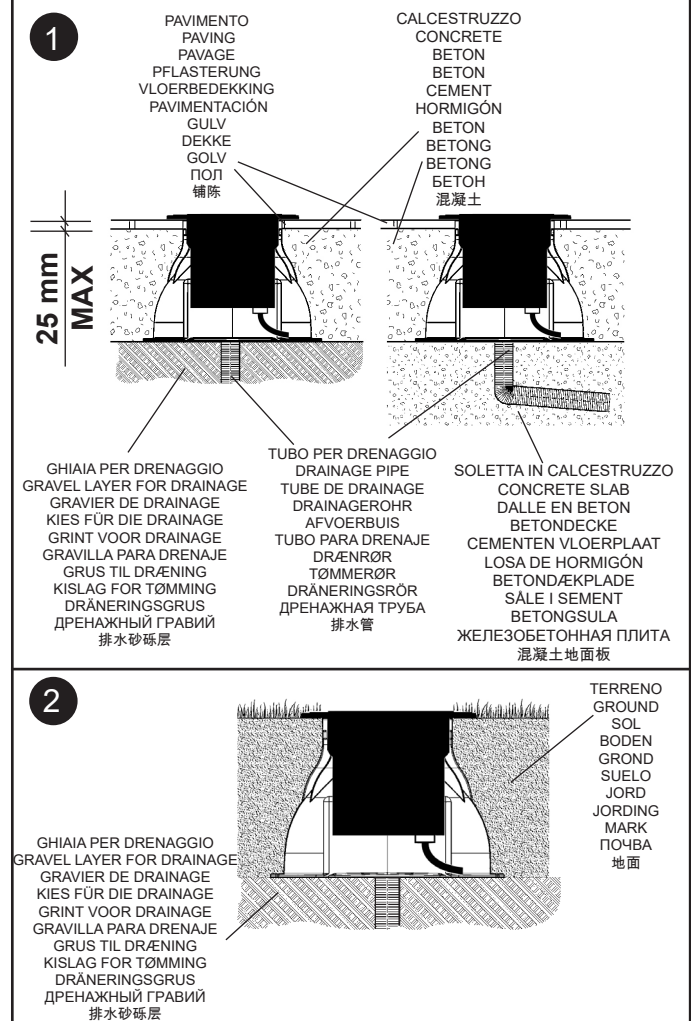 1
PAVIMENTO
PAVING
PAVAGE
PFLASTERUNG
VLOERBEDEKKING
PAVIMENTACIÓN
GULV
DEKKE
GOLV
ПОЛ
铺陈
CALCESTRUZZO
CONCRETE
BETON
BETON
CEMENT
HORMIGÓN
BETON
BETONG
BETONG
БЕТОН
混凝土
25 mm
MAX
GHIAIA PER DRENAGGIO
GRAVEL LAYER FOR DRAINAGE
GRAVIER DE DRAINAGE
KIES FÜR DIE DRAINAGE
GRINT VOOR DRAINAGE
GRAVILLA PARA DRENAJE
GRUS TIL DRÆNING
KISLAG FOR TØMMING
DRÄNERINGSGRUS
ДРЕНАЖНЫЙ ГРАВИЙ
排水砂砾层
TUBO PER DRENAGGIO
DRAINAGE PIPE
TUBE DE DRAINAGE
DRAINAGEROHR
AFVOERBUIS
TUBO PARA DRENAJE
DRÆNRØR
TØMMERØR
DRÄNERINGSRÖR
ДРЕНАЖНАЯ ТРУБА
排水管
SOLETTA IN CALCESTRUZZO
CONCRETE SLAB
DALLE EN BETON
BETONDECKE
CEMENTEN VLOERPLAAT
LOSA DE HORMIGÓN
BETONDÆKPLADE
SÅLE I SEMENT
BETONGSULA
ЖЕЛЕЗОБЕТОННАЯ ПЛИТА
混凝土地面板
2
TERRENO
GROUND
SOL
BODEN
GROND
SUELO
JORD
JORDING
MARK
ПОЧВА
地面
GHIAIA PER DRENAGGIO
GRAVEL LAYER FOR DRAINAGE
GRAVIER DE DRAINAGE
KIES FÜR DIE DRAINAGE
GRINT VOOR DRAINAGE
GRAVILLA PARA DRENAJE
GRUS TIL DRÆNING
KISLAG FOR TØMMING
DRÄNERINGSGRUS
ДРЕНАЖНЫЙ ГРАВИЙ
排水砂砾层